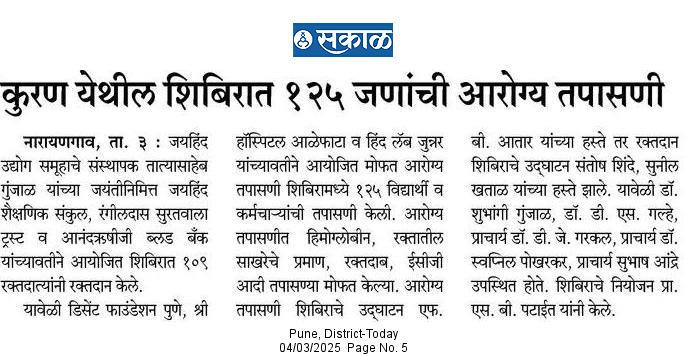 सकाळ
कुरण येथील शिबिरात १२५ जणांची आरोग्य तपासणी
नारायणगाव, ता. ३ : जयहिंद
उद्योग समूहाचे संस्थापक तात्यासाहेब
गुंजाळ यांच्या जयंतीनिमित्त जयहिंद
शैक्षणिक संकुल, रंगीलदास सुरतवाला
ट्रस्ट व आनंदऋषीजी ब्लड बँक
यांच्यावतीने आयोजित शिबिरात १०९
रक्तदात्यांनी रक्तदान केले.
यावेळी डिसेंट फाउंडेशन पुणे, श्री
हॉस्पिटल आळेफाटा व हिंद लॅब जुन्नर
यांच्यावतीने आयोजित मोफत आरोग्य
तपासणी शिबिरामध्ये १२५ विद्यार्थी व
कर्मचाऱ्यांची तपासणी केली. आरोग्य
तपासणीत हिमोग्लोबीन, रक्तातील
साखरेचे प्रमाण, रक्तदाब, ईसीजी
आदी तपासण्या मोफत केल्या. आरोग्य
तपासणी शिबिराचे उद्‍घाटन एफ.
बी. आतार यांच्या हस्ते तर रक्तदान
शिबिराचे उद्‍घाटन संतोष शिंदे, सुनील
खताळ यांच्या हस्ते झाले. यावेळी डॉ.
शुभांगी गुंजाळ, डॉ. डी. एस. गल्हे,
प्राचार्य डॉ. डी. जे. गरकल, प्राचार्य डॉ.
स्वप्निल पोखरकर, प्राचार्य सुभाष आंद्रे
उपस्थित होते. शिबिराचे नियोजन प्रा.
एस. बी. पटाईत यांनी केले.
Pune, District-Today
04/03/2025 Page No. 5